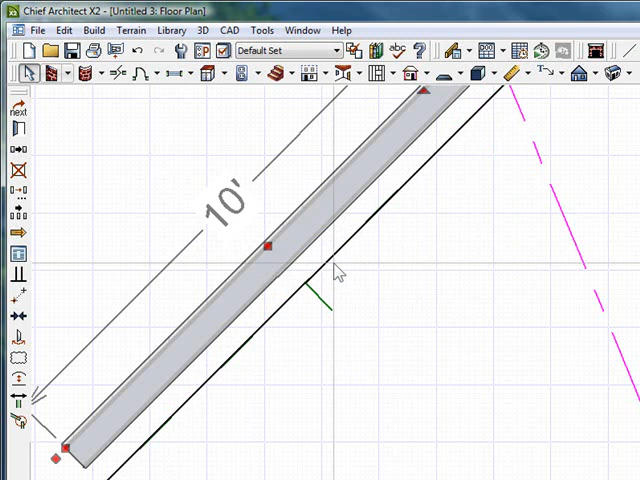 Chief Architect X2 - [Untitled 3: Floor Plan]
File Edit Build Terrain Library 3D CAD Tools Window Help
Default Set
10'
next